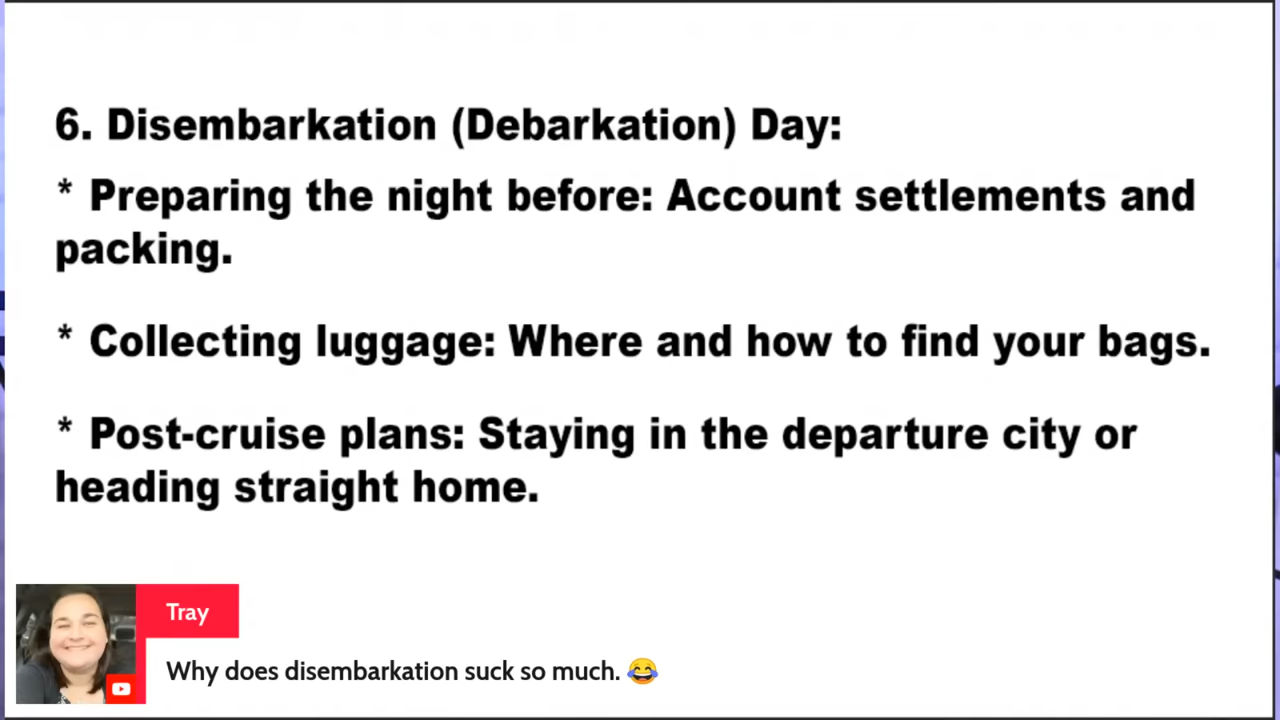 6. Disembarkation (Debarkation) Day:
* Preparing the night before: Account settlements and
packing.
* Collecting luggage: Where and how to find your bags.
* Post-cruise plans: Staying in the departure city or
heading straight home.
Tray
Why does disembarkation suck so much. 😂